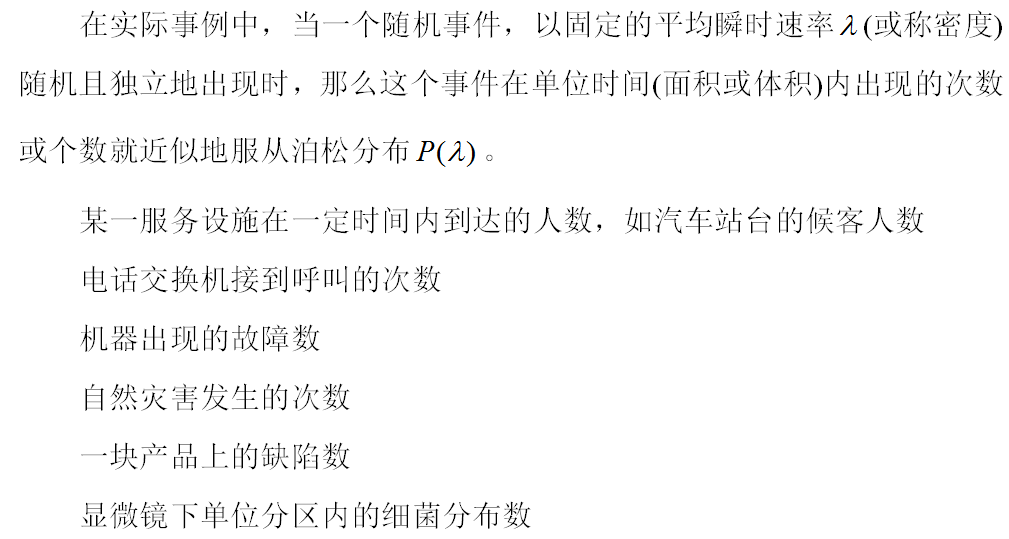 在实际事例中，当一个随机事件，以固定的平均瞬时速率λ(或称密度)
随机且独立地出现时，那么这个事件在单位时间(面积或体积)内出现的次数
或个数就近似地服从泊松分布P(λ)。
某一服务设施在一定时间内到达的人数，如汽车站台的候客人数
电话交换机接到呼叫的次数
机器出现的故障数
自然灾害发生的次数
一块产品上的缺陷数
显微镜下单位分区内的细菌分布数